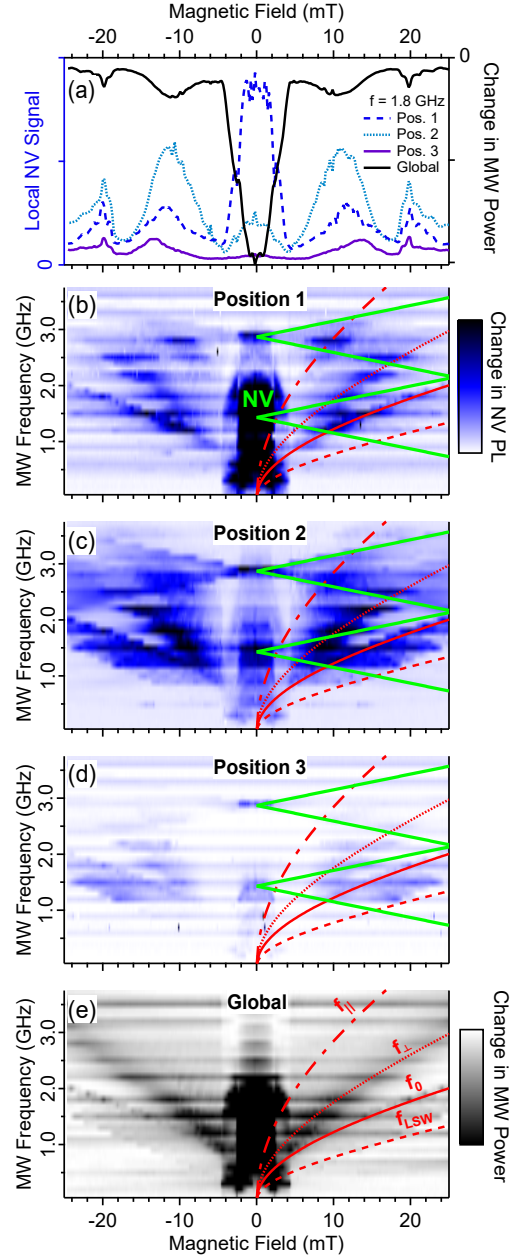 Magnetic Field (mT)
-20 -10 0 10 20
(a)
Local NV Signal
0
0
Change in MW Power
f = 1.8 GHz
Pos. 1
Pos. 2
Pos. 3
Global
(b)
Position 1
MW Frequency (GHz)
3.0
2.0
1.0
NV
Change in NV PL
(c)
Position 2
MW Frequency (GHz)
3.0
2.0
1.0
(d)
Position 3
MW Frequency (GHz)
3.0
2.0
1.0
(e)
Global
MW Frequency (GHz)
3.0
2.0
1.0
f||
f⊥
f0
fLSW
Change in MW Power
-20 -10 0 10 20
Magnetic Field (mT)